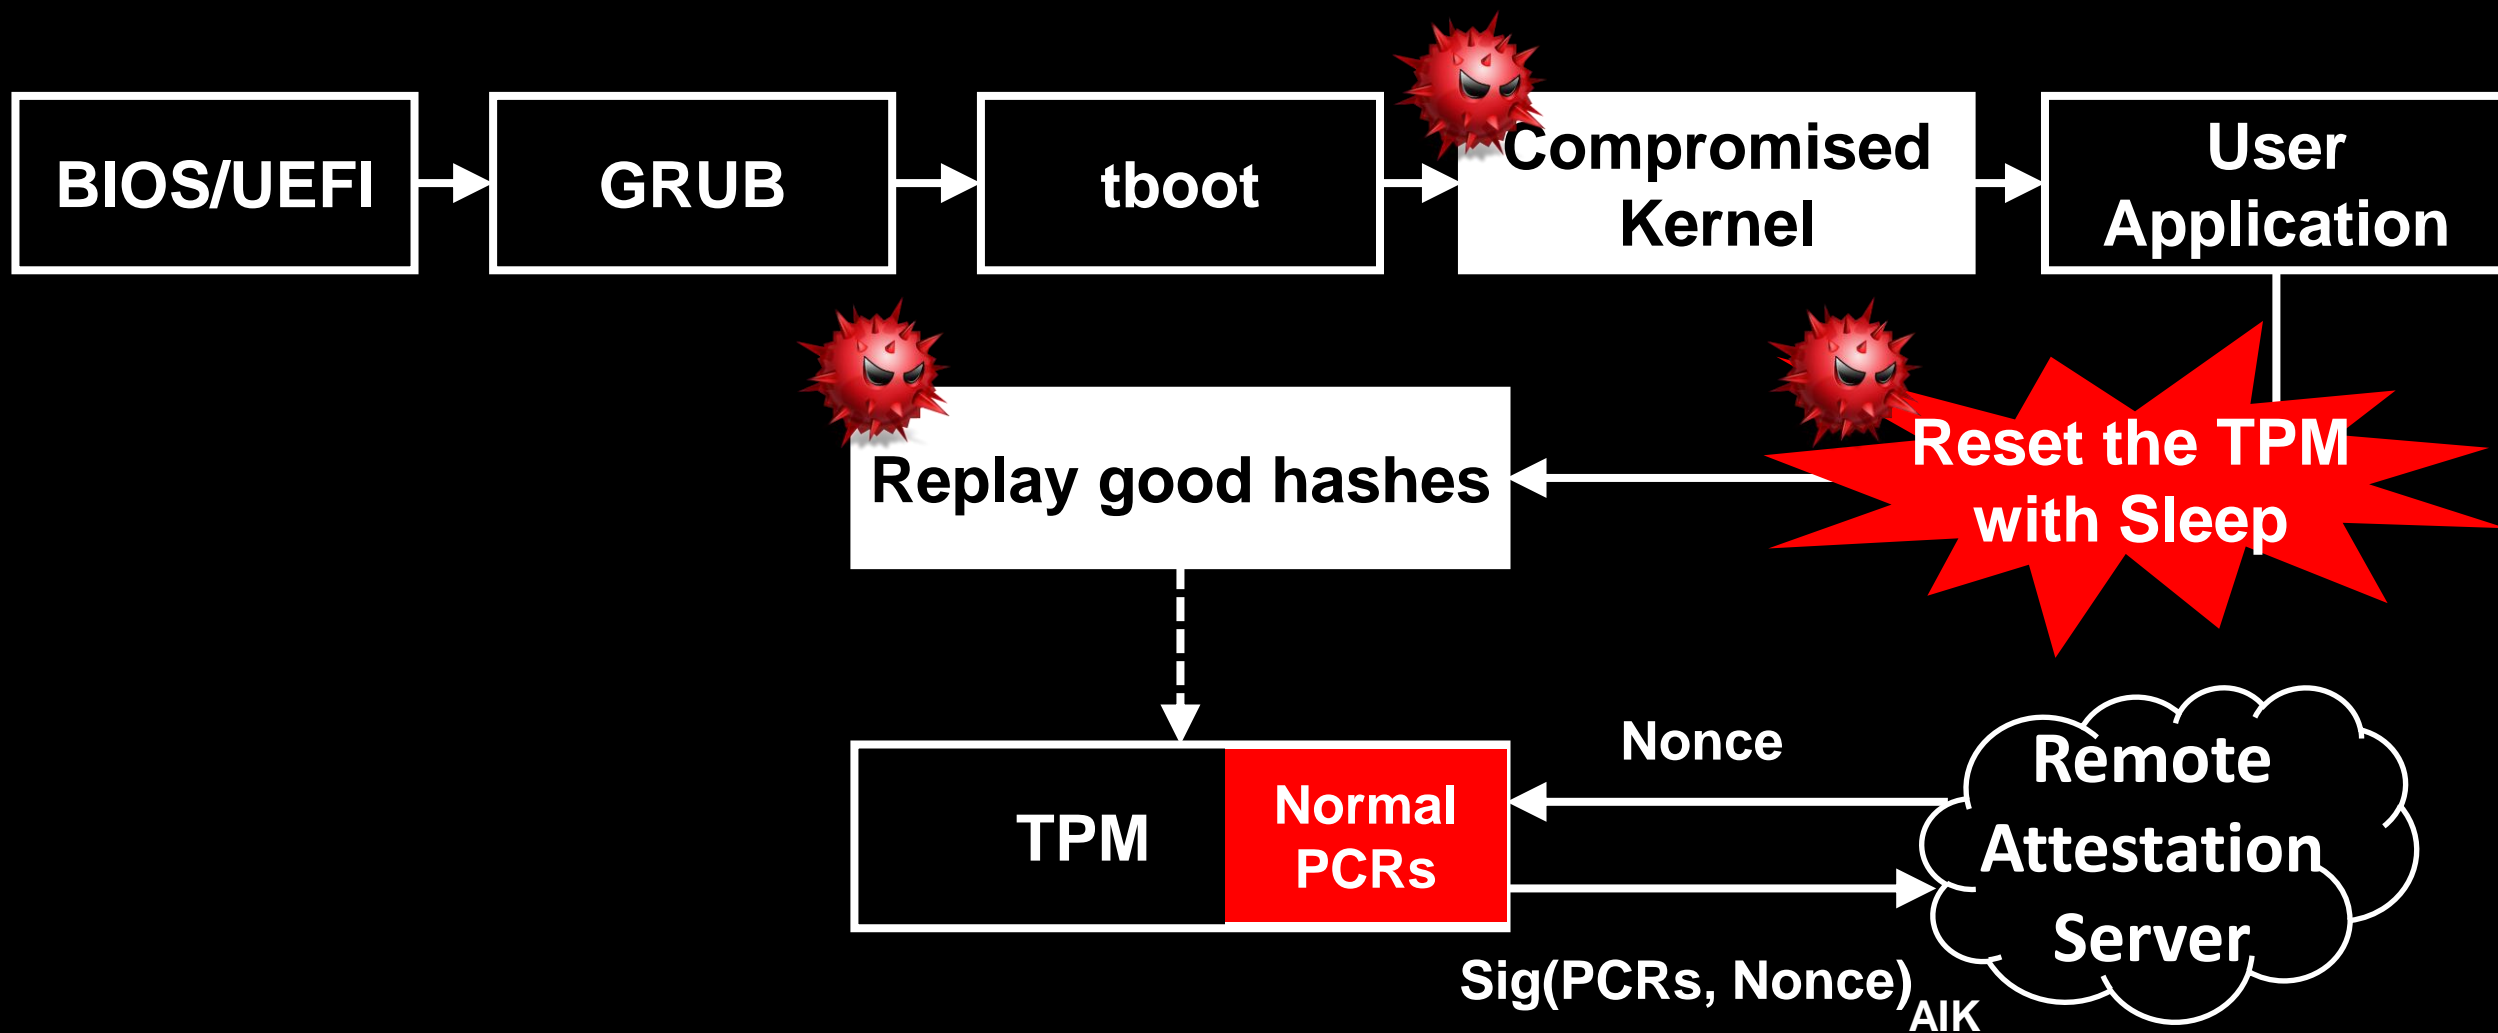 BIOS/UEFI
GRUB
tboot
Compromised
Kernel
User
Application
Reset the TPM
with Sleep
Replay good hashes
TPM
Normal
PCRs
Nonce
Sig(PCRs, Nonce)AIK
Remote
Attestation
Server